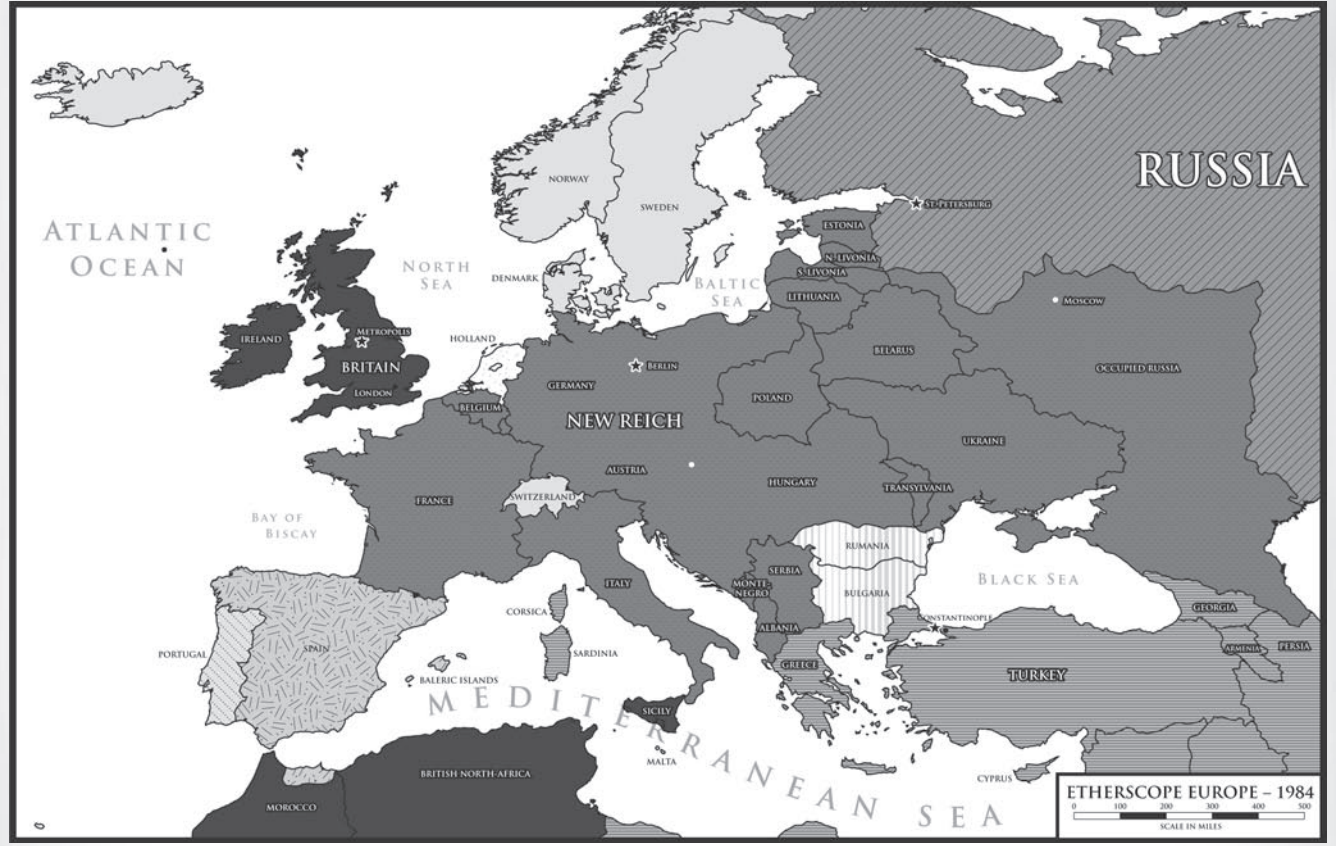 RUSSIA
NORWAY
SWEDEN
St. Petersburg
ATLANTIC
OCEAN
ESTONIA
N. LIVONIA
S. LIVONIA
NORTH
SEA
DENMARK
BALTIC
SEA
LITHUANIA
MOSCOW
IRELAND
METROPOLIS
BRITAIN
LONDON
HOLLAND
BELARUS
BERLIN
OCCUPIED RUSSIA
GERMANY
BELGIUM
POLAND
NEW REICH
UKRAINE
AUSTRIA
HUNGARY
TRANSYLVANIA
FRANCE
SWITZERLAND
BAY OF
BISCAY
RUMANIA
SERBIA
BLACK SEA
ITALY
MONTE-
NEGRO
BULGARIA
GEORGIA
CORSICA
CONSTANTINOPLE
ALBANIA
SPAIN
PORTUGAL
SARDINIA
ARMENIA
PERSIA
GREECE
TURKEY
BALERIC ISLANDS
MEDITERRANEAN SEA
SICILY
MALTA
BRITISH NORTH-AFRICA
CYPRUS
MOROCCO
ETHERSCOPE EUROPE – 1984
0 100 200 300 400 500
SCALE IN MILES